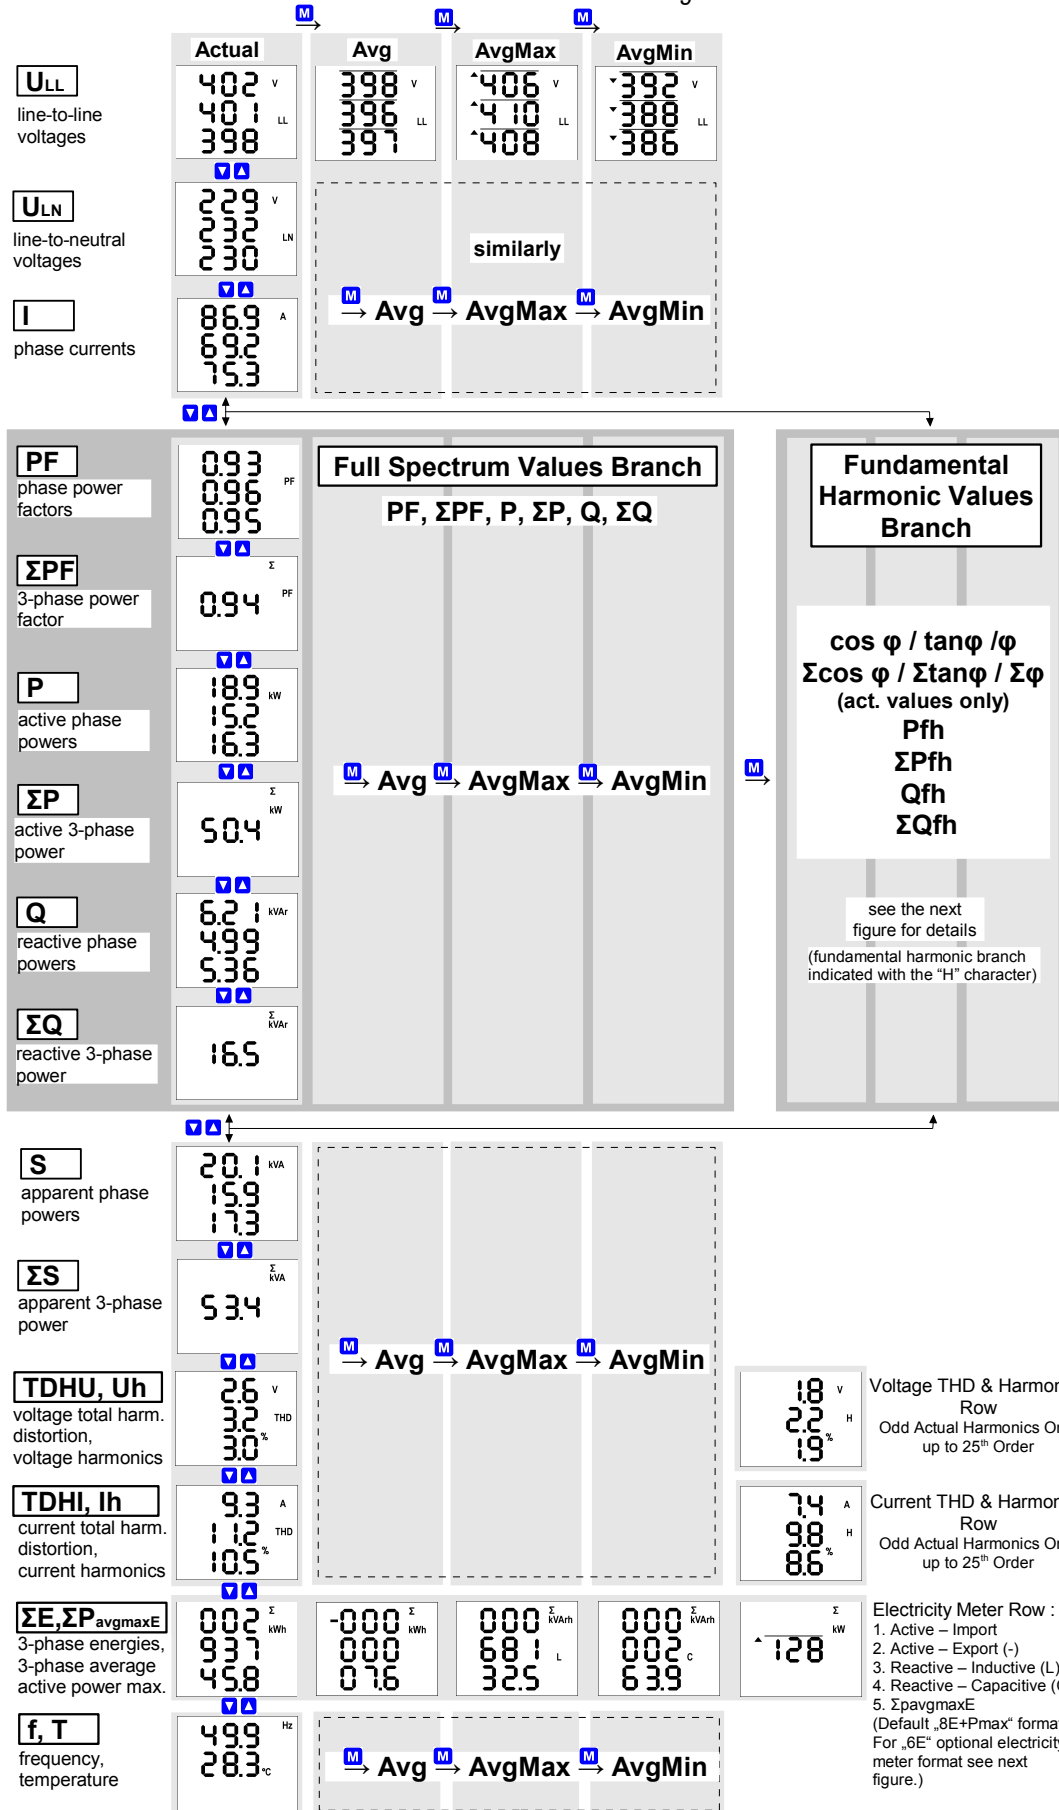 M M M
Actual Avg AvgMax AvgMin
ULL
line-to-line
voltages
402 V
401 LL
398
398 V
396 LL
397
406 V
410 LL
408
392 V
388 LL
386
ULN
line-to-neutral
voltages
229 V
232 LN
230
similarly
M Avg M AvgMax M AvgMin
I
phase currents
86.9 A
69.2
75.3
PF
phase power
factors
0.93
0.96 PF
0.95
Full Spectrum Values Branch
PF, ΣPF, P, ΣP, Q, ΣQ
Fundamental
Harmonic Values
Branch
ΣPF
3-phase power
factor
Σ
0.94 PF
P
active phase
powers
18.9 kW
15.2
16.3
M Avg M AvgMax M AvgMin
M
cos φ / tanφ /φ
Σcos φ / Σtanφ / Σφ
(act. values only)
Pfh
ΣPfh
Qfh
ΣQfh
ΣP
active 3-phase
power
Σ
kW
50.4
Q
reactive phase
powers
6.21 kVAr
4.99
5.36
see the next
figure for details
(fundamental harmonic branch
indicated with the “H” character)
ΣQ
reactive 3-phase
power
Σ
kVAr
16.5
S
apparent phase
powers
20.1 kVA
15.9
17.3
ΣS
apparent 3-phase
power
Σ
kVA
53.4
M Avg M AvgMax M AvgMin
TDHU, Uh
voltage total harm.
distortion,
voltage harmonics
2.6 V
3.2 THD
3.0 %
1.8 V
2.2 H
1.9 %
Voltage THD &
Row
Odd Actual Harmonics
up to 25th Order
TDHI, Ih
current total harm.
distortion,
current harmonics
9.3 A
11.2 THD
10.5 %
7.4 A
9.8 H
8.6 %
Current THD &
Row
Odd Actual Harmonics
up to 25th Order
ΣE,ΣPavgmaxE
3-phase energies,
3-phase average
active power max.
002 Σ kWh
937
45.8
-000 Σ kWh
000
07.6
000 Σ kVArh
681 L
32.5
000 Σ kVArh
002 C
63.9
Σ
kW
128
Electricity Meter Row :
1. Active – Import
2. Active – Export (-)
3. Reactive – Inductive (L)
4. Reactive – Capacitive
5. ΣpavgmaxE
(Default „8E+Pmax“ format
For „6E“ optional electricity
meter format see next
figure.)
f, T
frequency,
temperature
49.9 Hz
28.3 °C
M Avg M AvgMax M AvgMin